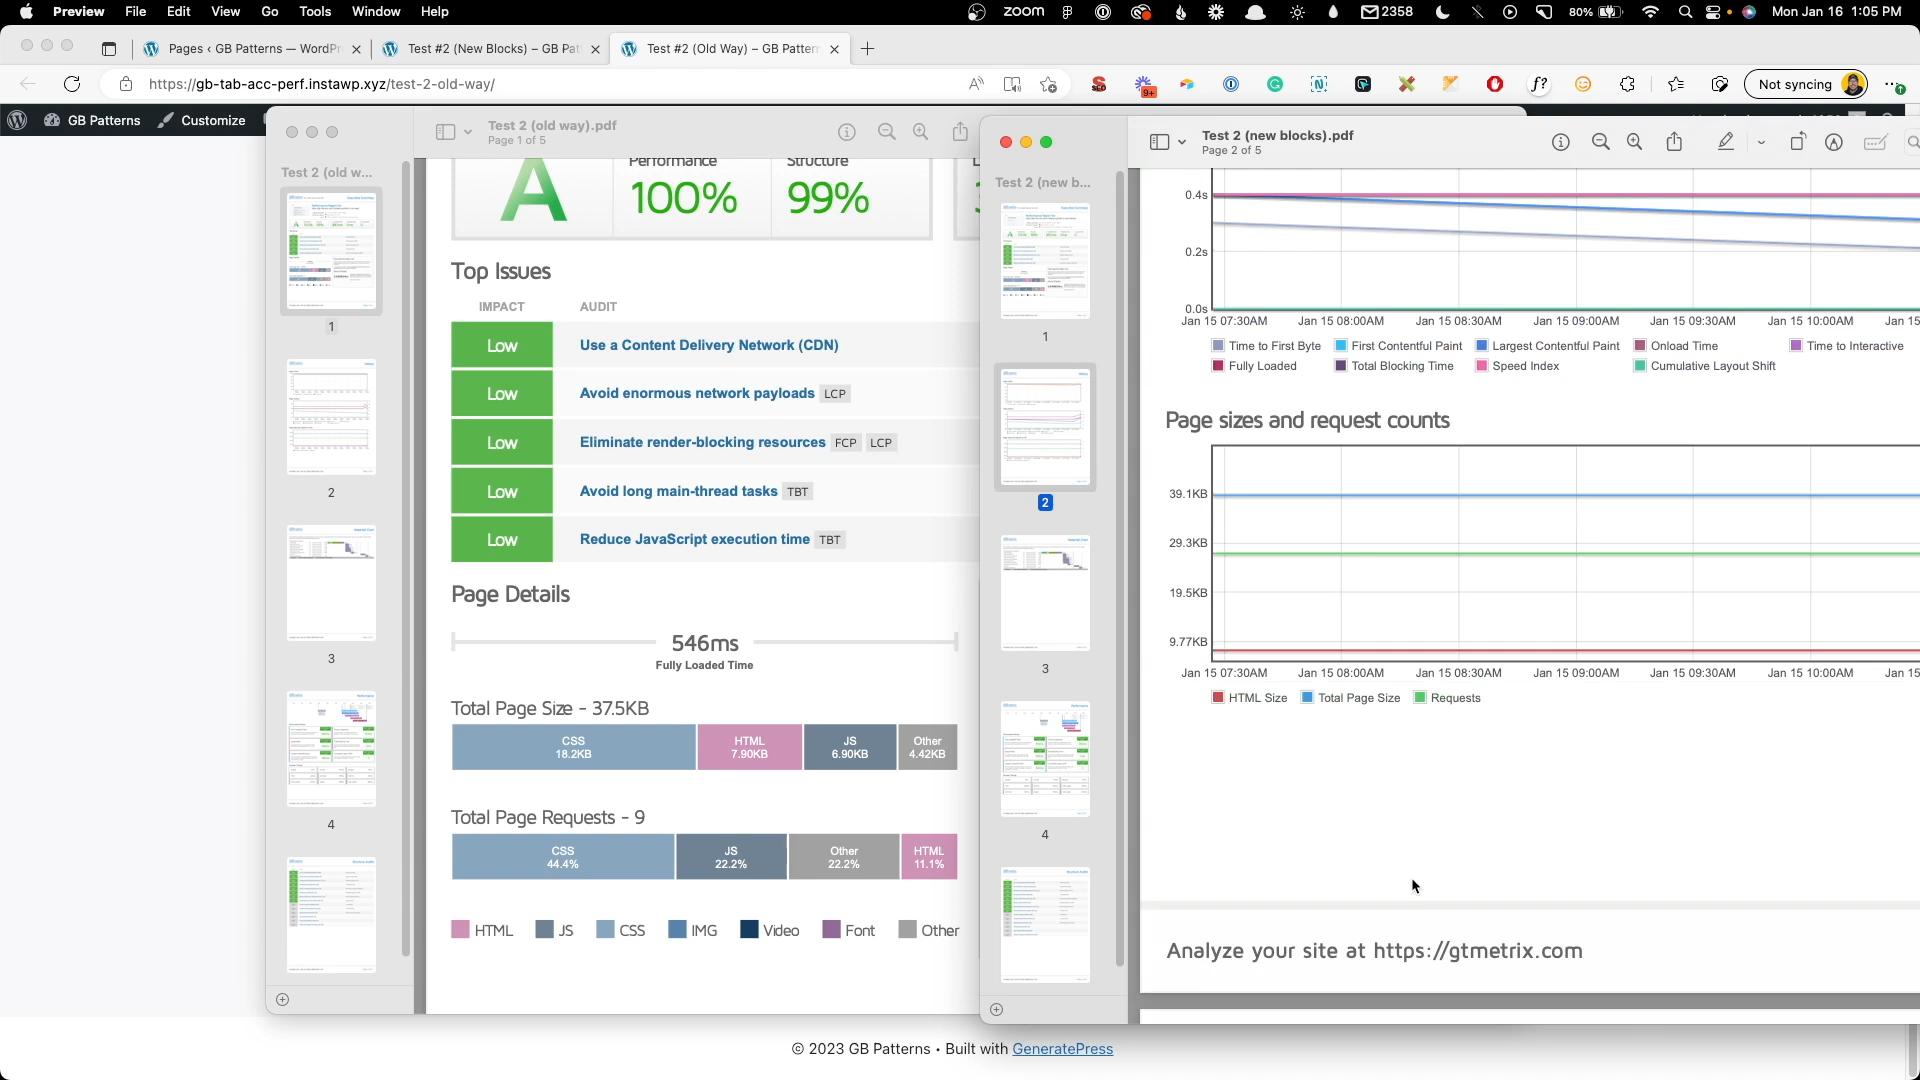 Preview File Edit View Go Tools Window Help
zoom
2358
80%
Mon Jan 16 1:05 PM
Pages ‹ GB Patterns — WordPr
Test #2 (New Blocks) – GB Pat
Test #2 (Old Way) – GB Pattern
https://gb-tab-acc-perf.instawp.xyz/test-2-old-way/
9+
Not syncing
GB Patterns
Customize
Test 2 (old way).pdf
Page 1 of 5
Test 2 (old w...
1
2
3
4
Performance
Structure
A
100%
99%
Top Issues
IMPACT
AUDIT
Low
Use a Content Delivery Network (CDN)
Low
Avoid enormous network payloads LCP
Low
Eliminate render-blocking resources FCP LCP
Low
Avoid long main-thread tasks TBT
Low
Reduce JavaScript execution time TBT
Page Details
546ms
Fully Loaded Time
Total Page Size - 37.5KB
CSS
18.2KB
HTML
7.90KB
JS
6.90KB
Other
4.42KB
Total Page Requests - 9
CSS
44.4%
JS
22.2%
Other
22.2%
HTML
11.1%
HTML JS CSS IMG Video Font Other
Test 2 (new blocks).pdf
Page 2 of 5
Test 2 (new b...
1
2
3
4
0.4s
0.2s
0.0s
Jan 15 07:30AM Jan 15 08:00AM Jan 15 08:30AM Jan 15 09:00AM Jan 15 09:30AM Jan 15 10:00AM Jan 15
Time to First Byte First Contentful Paint Largest Contentful Paint Onload Time Time to Interactive
Fully Loaded Total Blocking Time Speed Index Cumulative Layout Shift
Page sizes and request counts
39.1KB
29.3KB
19.5KB
9.77KB
Jan 15 07:30AM Jan 15 08:00AM Jan 15 08:30AM Jan 15 09:00AM Jan 15 09:30AM Jan 15 10:00AM Jan 15
HTML Size Total Page Size Requests
Analyze your site at https://gtmetrix.com
© 2023 GB Patterns • Built with GeneratePress